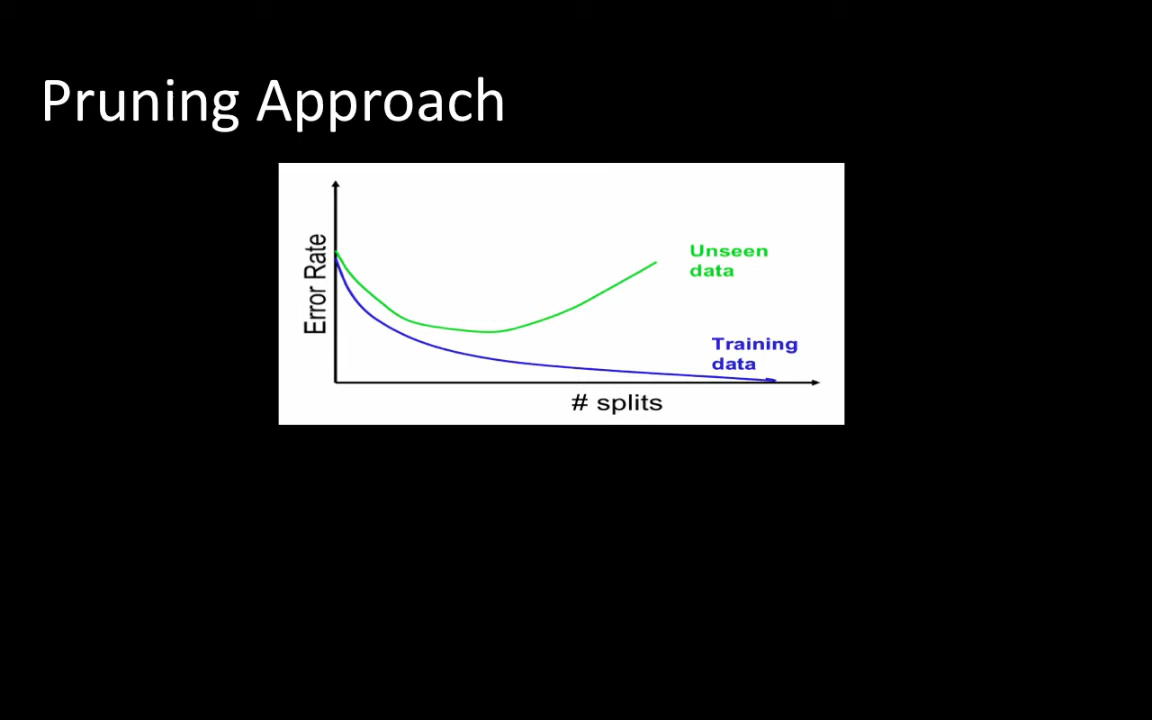 Pruning Approach
Error Rate
Unseen
data
Training
data
# splits